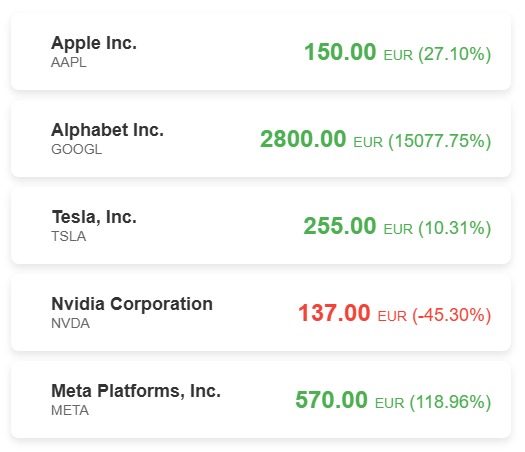 Apple Inc.
AAPL
150.00 EUR (27.10%)
Alphabet Inc.
GOOGL
2800.00 EUR (15077.75%)
Tesla, Inc.
TSLA
255.00 EUR (10.31%)
Nvidia Corporation
NVDA
137.00 EUR (-45.30%)
Meta Platforms, Inc.
META
570.00 EUR (118.96%)